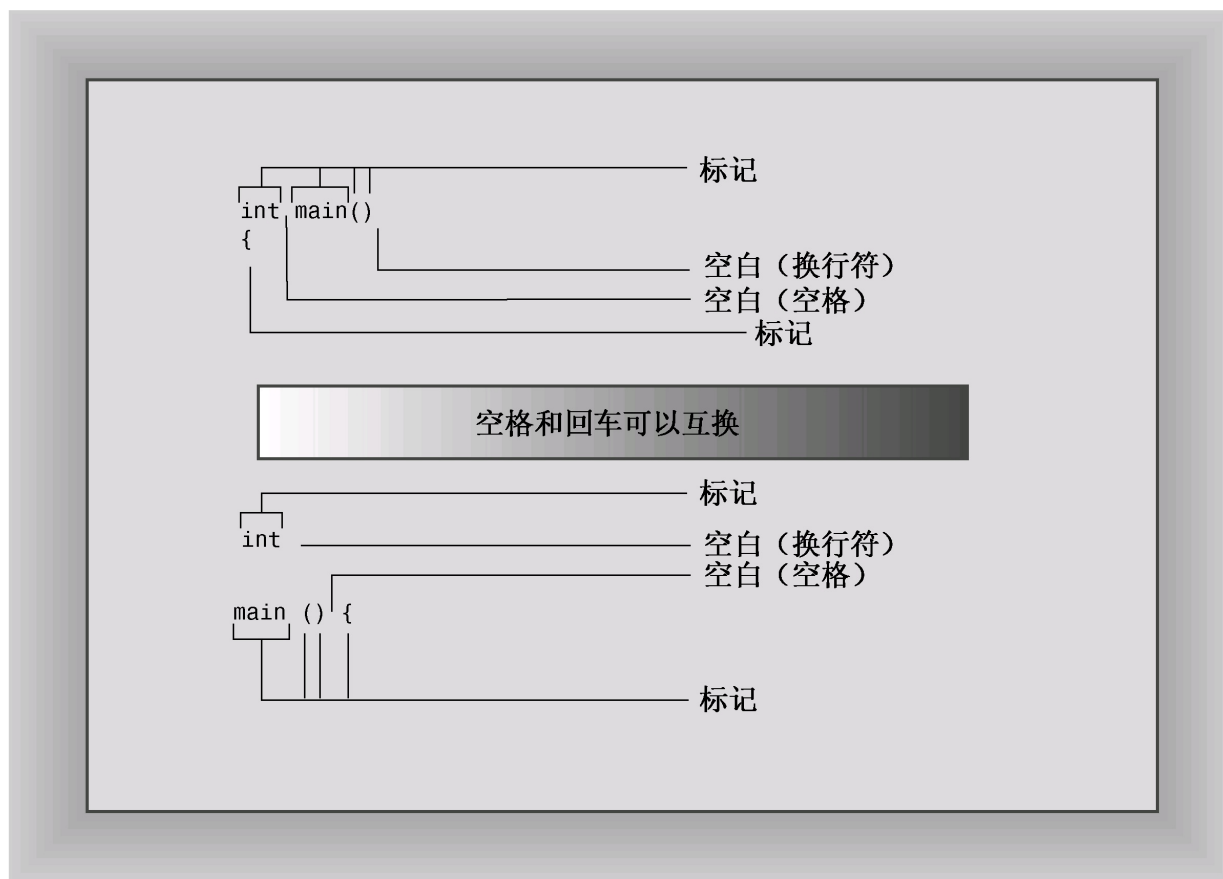 标记
int main()
{
空白（换行符）
空白（空格）
标记
空格和回车可以互换
标记
int
空白（换行符）
空白（空格）
main () {
标记